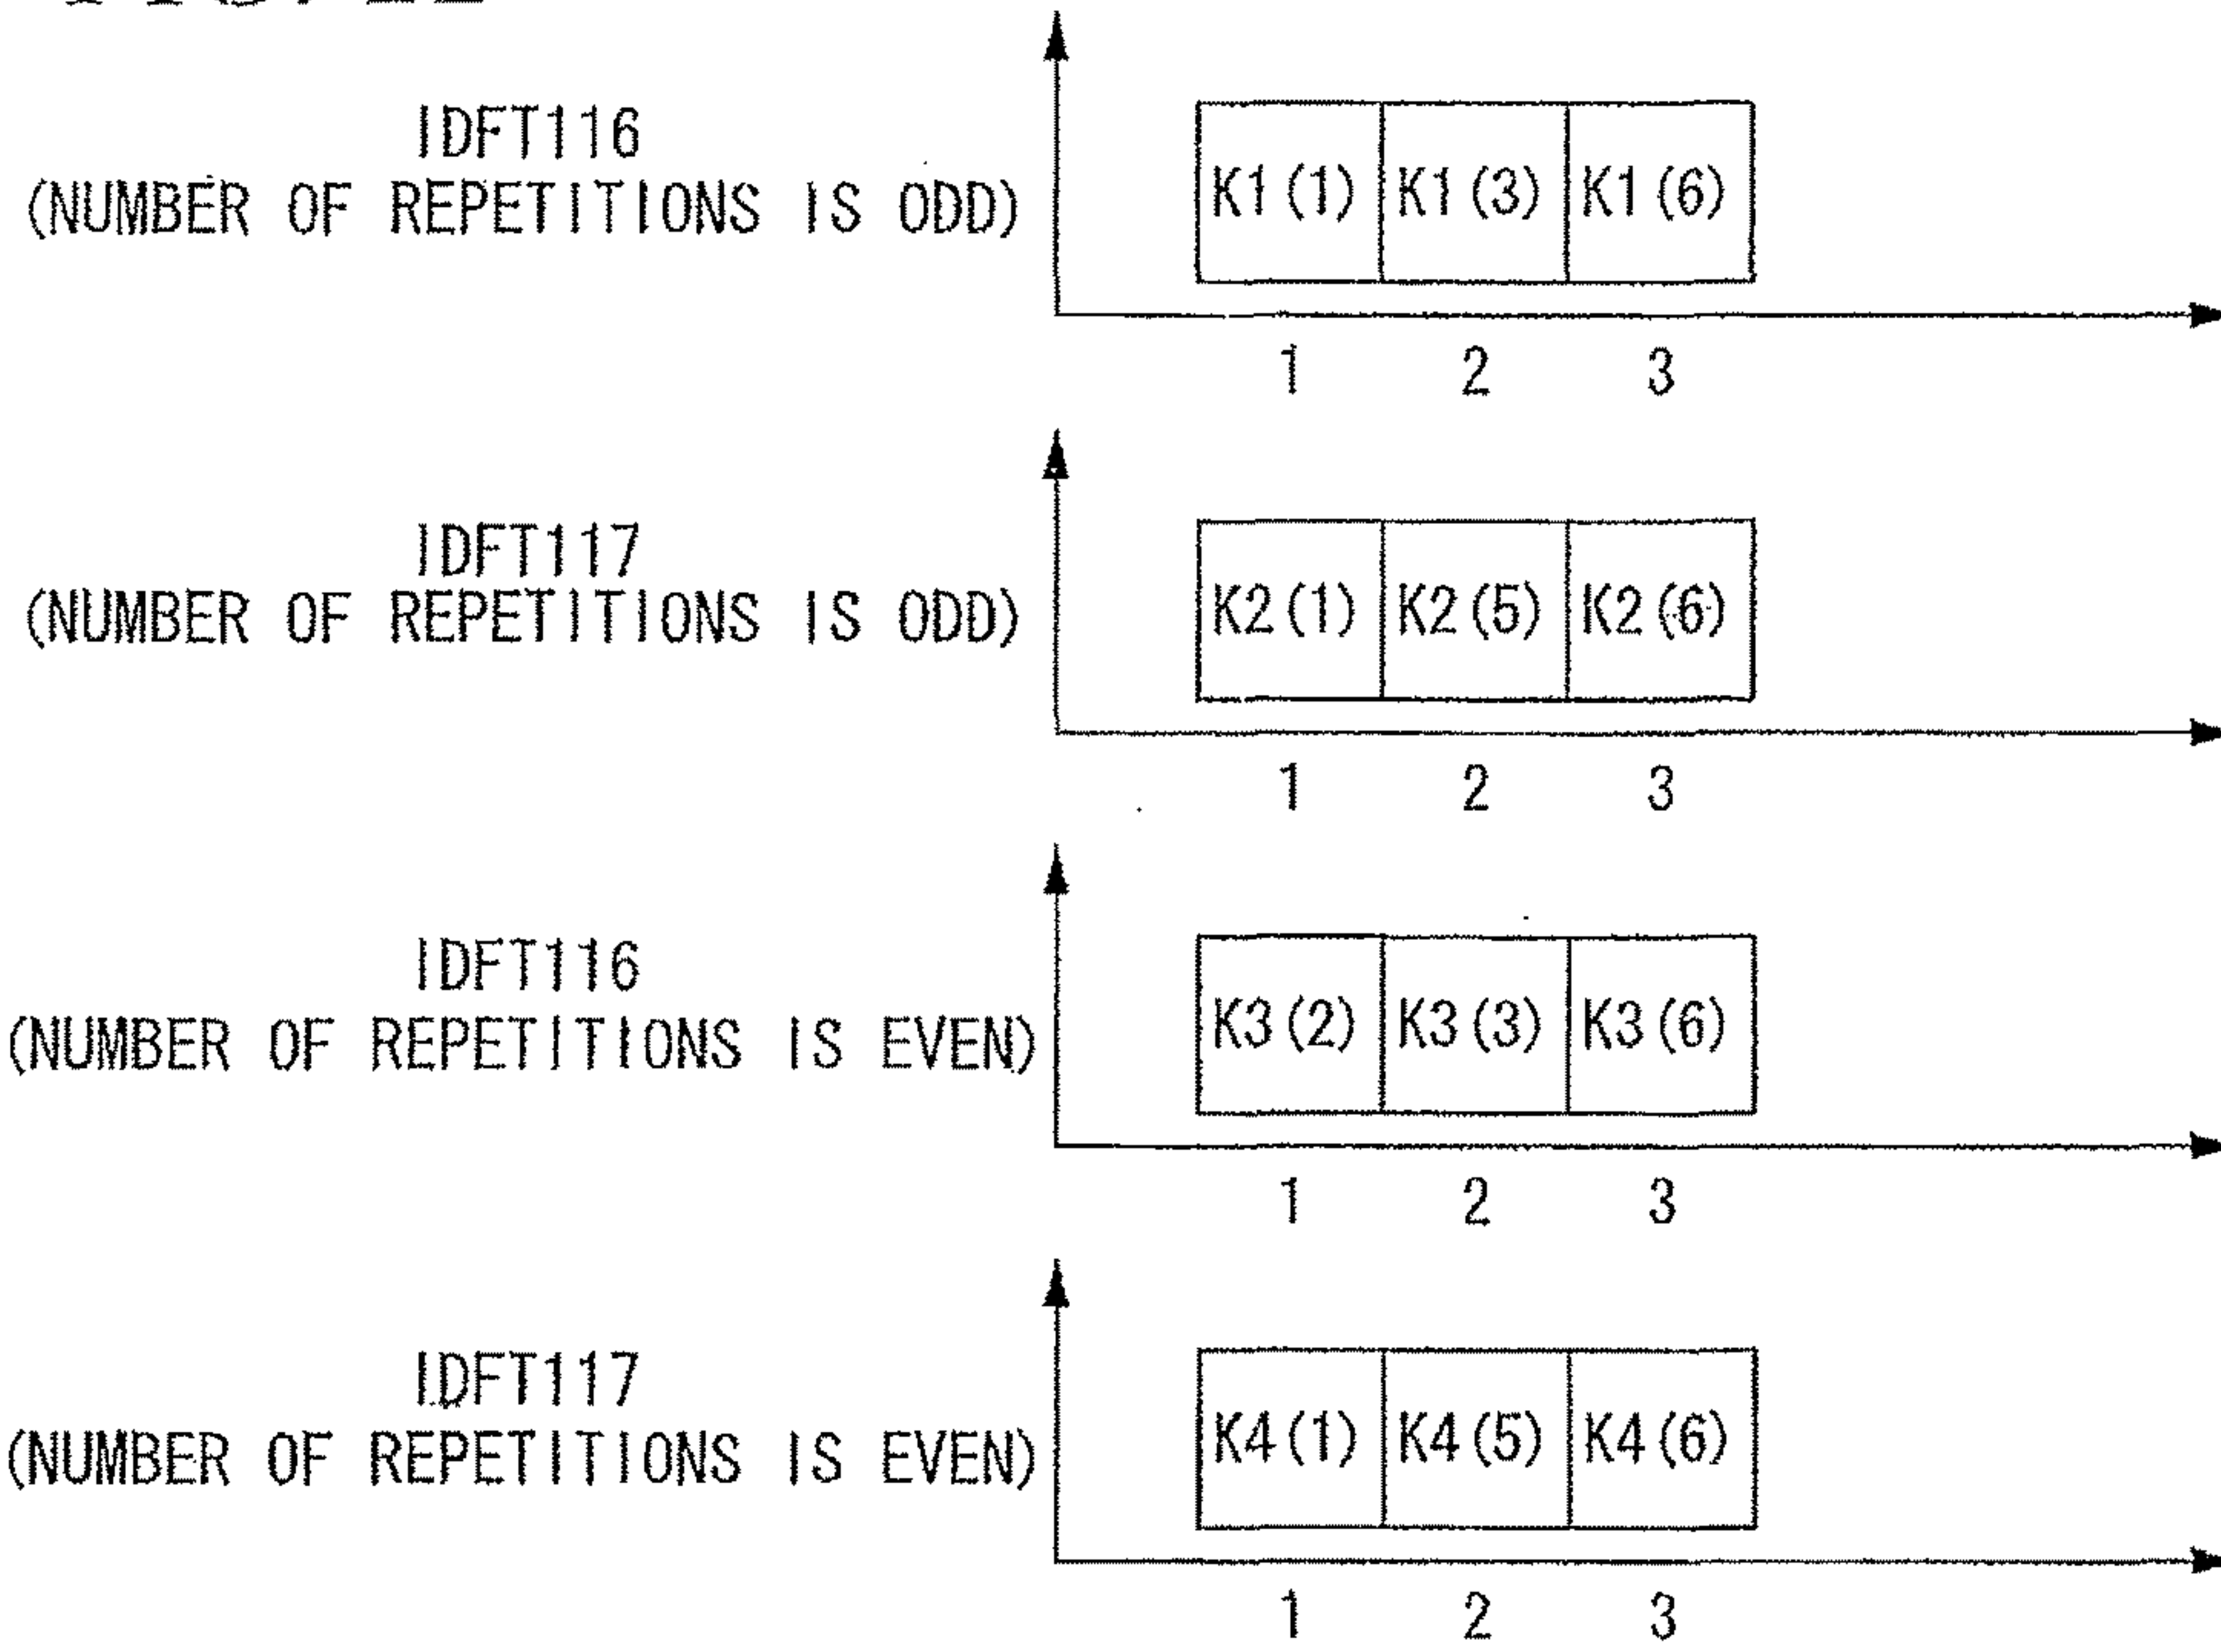 IDFT116
(NUMBER OF REPETITIONS IS ODD)
K1(1) K1(3) K1(6)
1 2 3
IDFT117
(NUMBER OF REPETITIONS IS ODD)
K2(1) K2(5) K2(6)
1 2 3
IDFT116
(NUMBER OF REPETITIONS IS EVEN)
K3(2) K3(3) K3(6)
1 2 3
IDFT117
(NUMBER OF REPETITIONS IS EVEN)
K4(1) K4(5) K4(6)
1 2 3